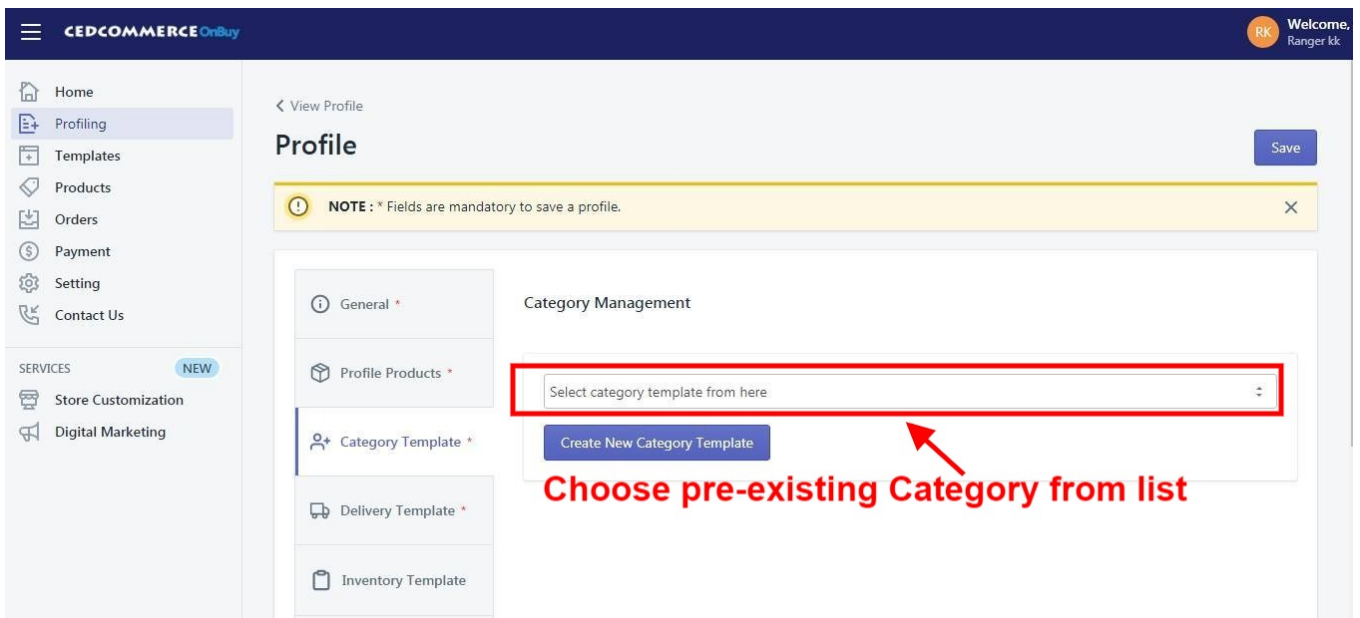 CEDCOMMERCE OnBuy
RK
Welcome,
Ranger kk
Home
Profiling
Templates
Products
Orders
Payment
Setting
Contact Us
SERVICES NEW
Store Customization
Digital Marketing
View Profile
Profile
Save
NOTE : * Fields are mandatory to save a profile.
General *
Profile Products *
Category Template *
Delivery Template *
Inventory Template
Category Management
Select category template from here
Create New Category Template
Choose pre-existing Category from list